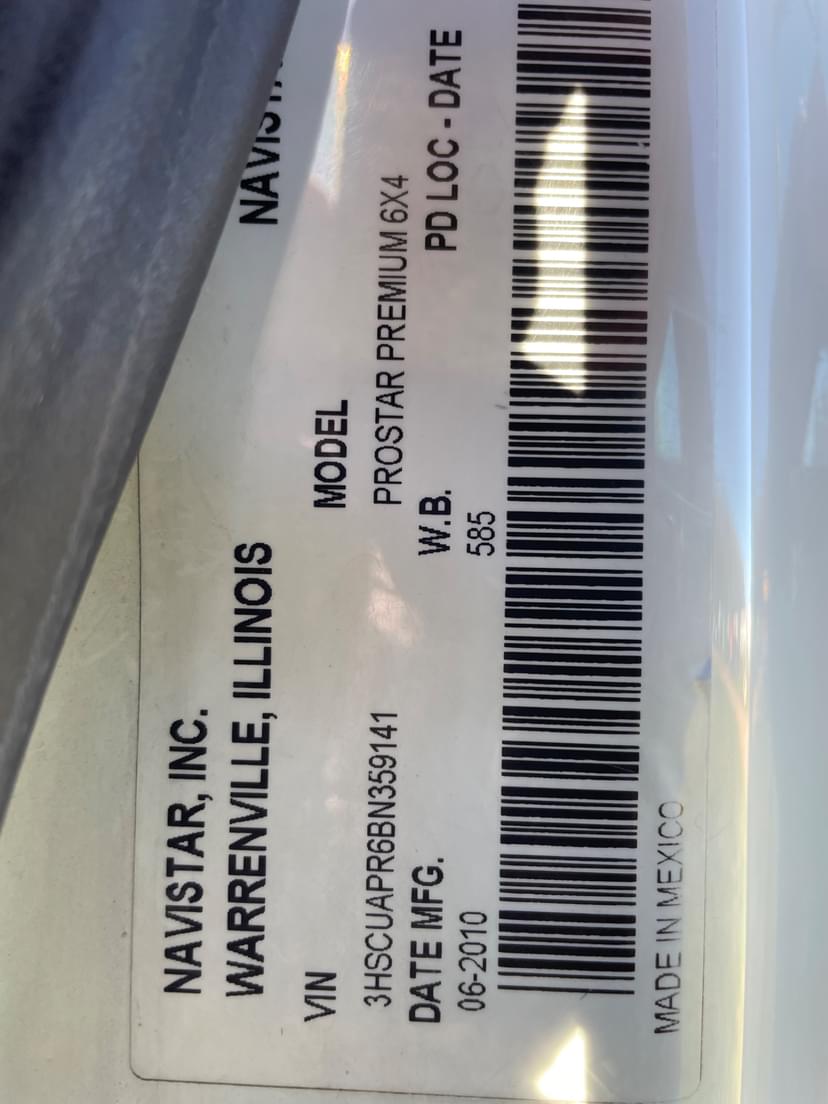 NAVISTAR, INC.
WARRENVILLE, ILLINOIS
VIN MODEL
3HSCUAPR6BN359141 PROSTAR PREMIUM 6X4
DATE MFG. W.B. PD LOC - DATE
06-2010 585
MADE IN MEXICO